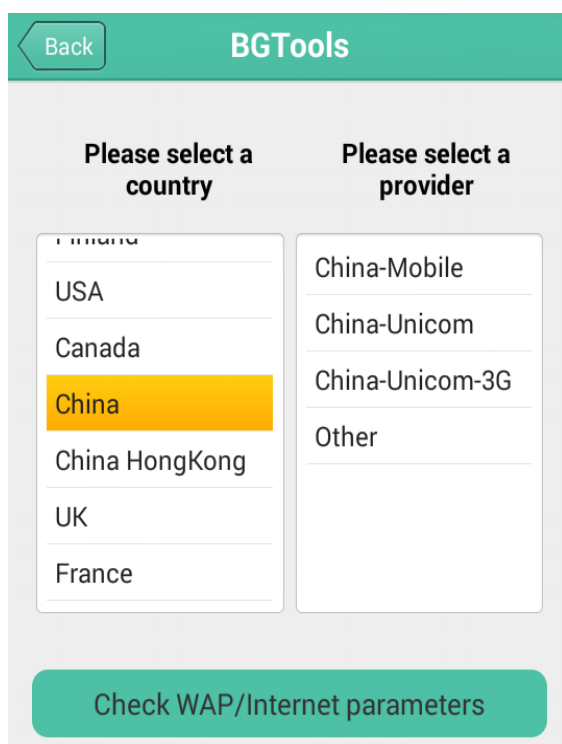 Back
BGTools
Please select a
country
Please select a
provider
Finland
USA
Canada
China
China HongKong
UK
France
China-Mobile
China-Unicom
China-Unicom-3G
Other
Check WAP/Internet parameters